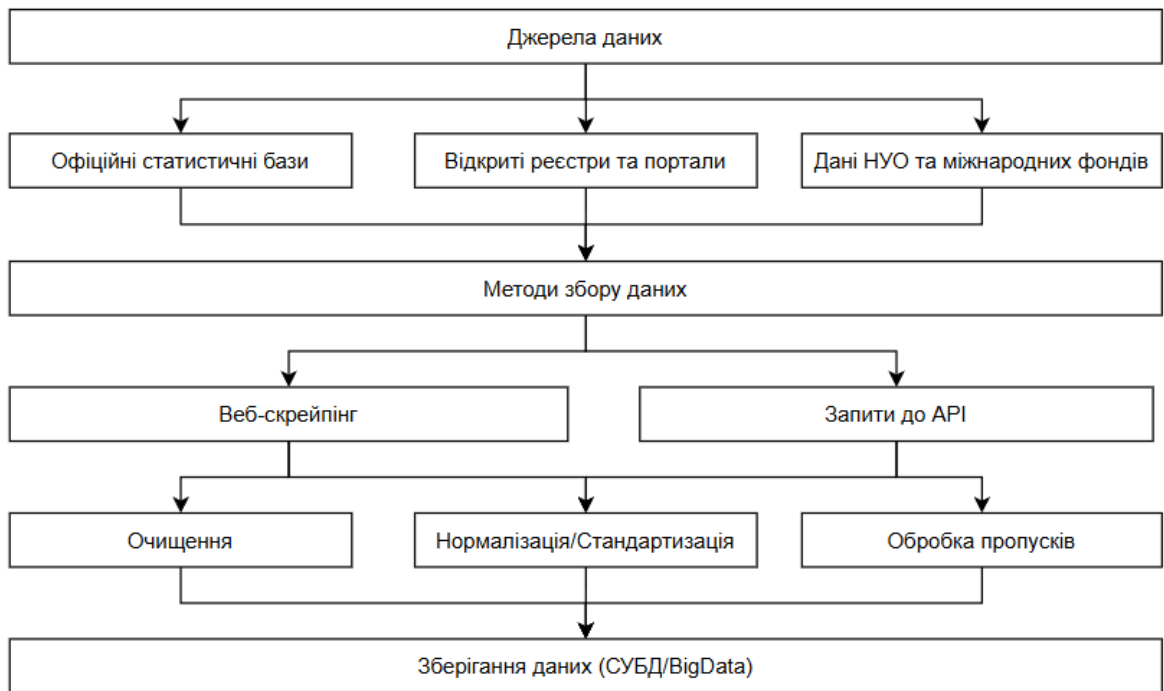 Джерела даних
Офіційні статистичні бази
Відкриті реєстри та портали
Дані НУО та міжнародних фондів
Методи збору даних
Веб-скрейпінг
Запити до API
Очищення
Нормалізація/Стандартизація
Обробка пропусків
Зберігання даних (СУБД/BigData)